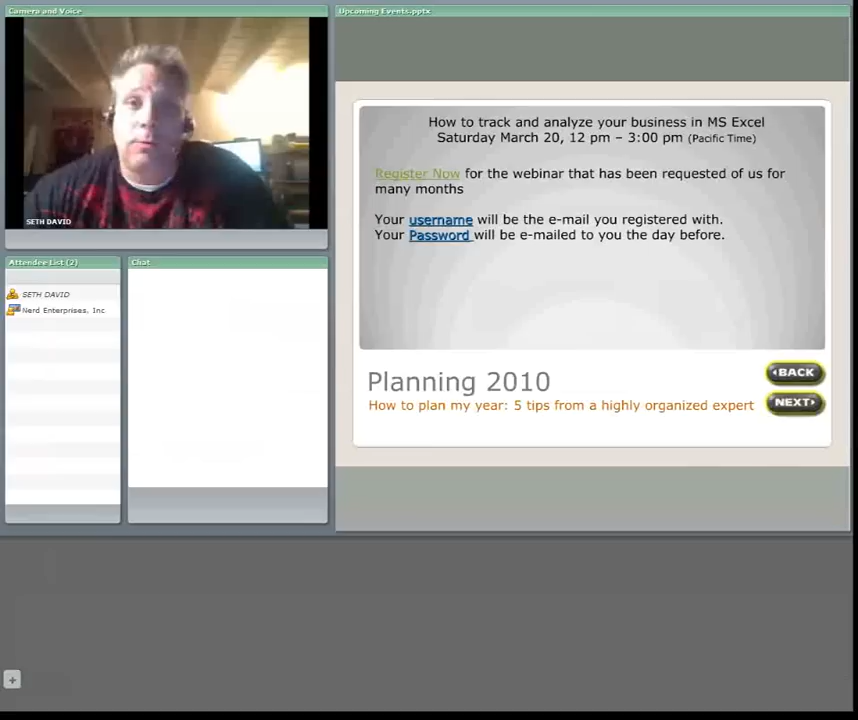 Camera and Voice
SETH DAVID
Attendee List (2)
SETH DAVID
Nerd Enterprises, Inc
Chat
Upcoming Events.pptx
How to track and analyze your business in MS Excel
Saturday March 20, 12 pm – 3:00 pm (Pacific Time)
Register Now for the webinar that has been requested of us for
many months
Your username will be the e-mail you registered with.
Your Password will be e-mailed to you the day before.
Planning 2010
How to plan my year: 5 tips from a highly organized expert
BACK
NEXT